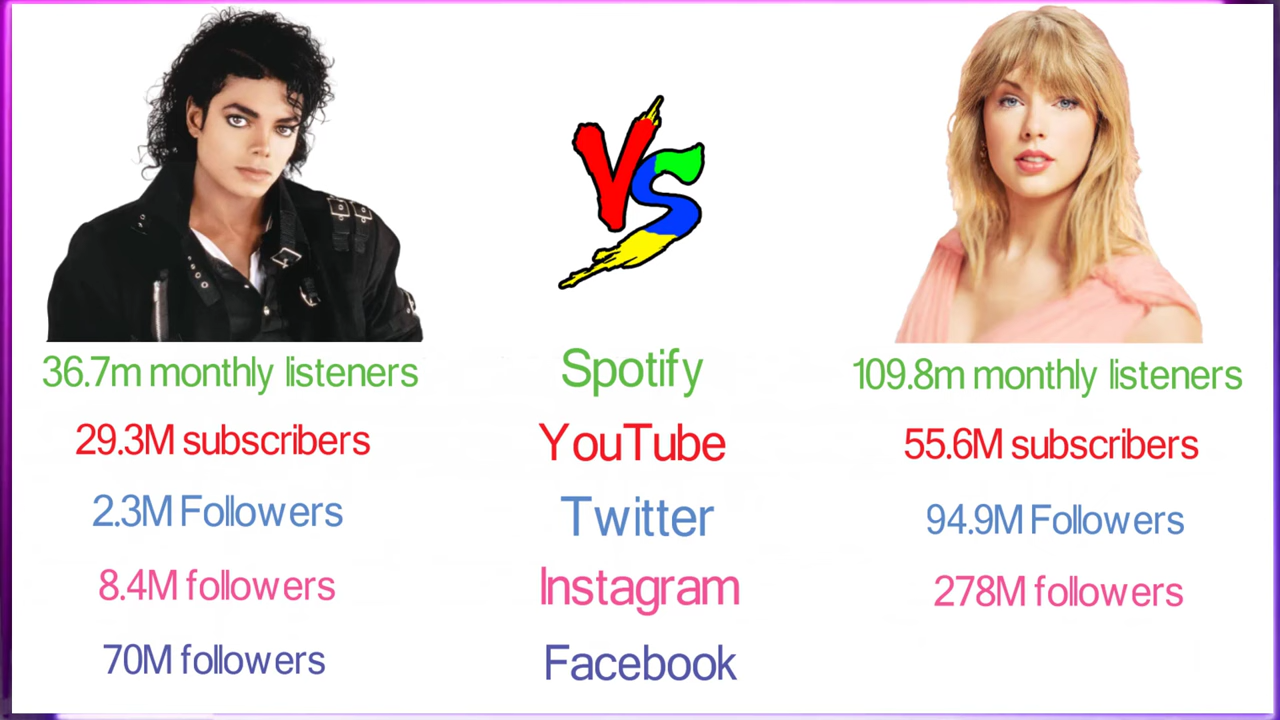 VS
36.7m monthly listeners Spotify 109.8m monthly listeners
29.3M subscribers YouTube 55.6M subscribers
2.3M Followers Twitter 94.9M Followers
8.4M followers Instagram 278M followers
70M followers Facebook